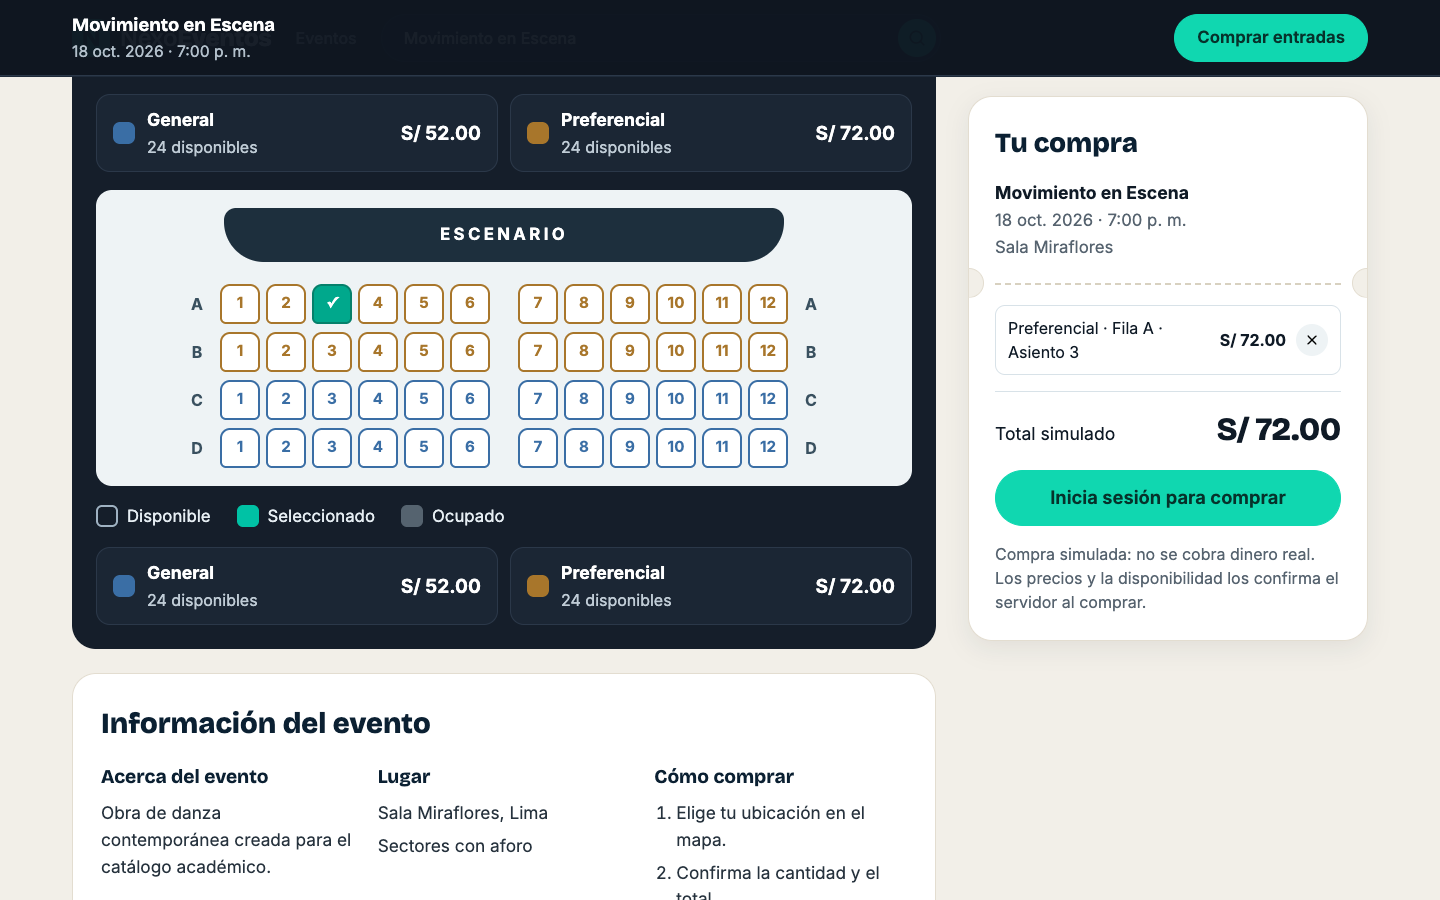 Movimiento en Escena
18 oct. 2026 · 7:00 p. m.
NexoEventos
Eventos
Movimiento en Escena
Comprar entradas
General
24 disponibles
S/ 52.00
Preferencial
24 disponibles
S/ 72.00
ESCENARIO
A 1 2 ✓ 4 5 6 7 8 9 10 11 12 A
B 1 2 3 4 5 6 7 8 9 10 11 12 B
C 1 2 3 4 5 6 7 8 9 10 11 12 C
D 1 2 3 4 5 6 7 8 9 10 11 12 D
Disponible
Seleccionado
Ocupado
General
24 disponibles
S/ 52.00
Preferencial
24 disponibles
S/ 72.00
Tu compra
Movimiento en Escena
18 oct. 2026 · 7:00 p. m.
Sala Miraflores
Preferencial · Fila A ·
Asiento 3
S/ 72.00
×
Total simulado
S/ 72.00
Inicia sesión para comprar
Compra simulada: no se cobra dinero real.
Los precios y la disponibilidad los confirma el
servidor al comprar.
Información del evento
Acerca del evento
Obra de danza
contemporánea creada para el
catálogo académico.
Lugar
Sala Miraflores, Lima
Sectores con aforo
Cómo comprar
1. Elige tu ubicación en el
mapa.
2. Confirma la cantidad y el
total